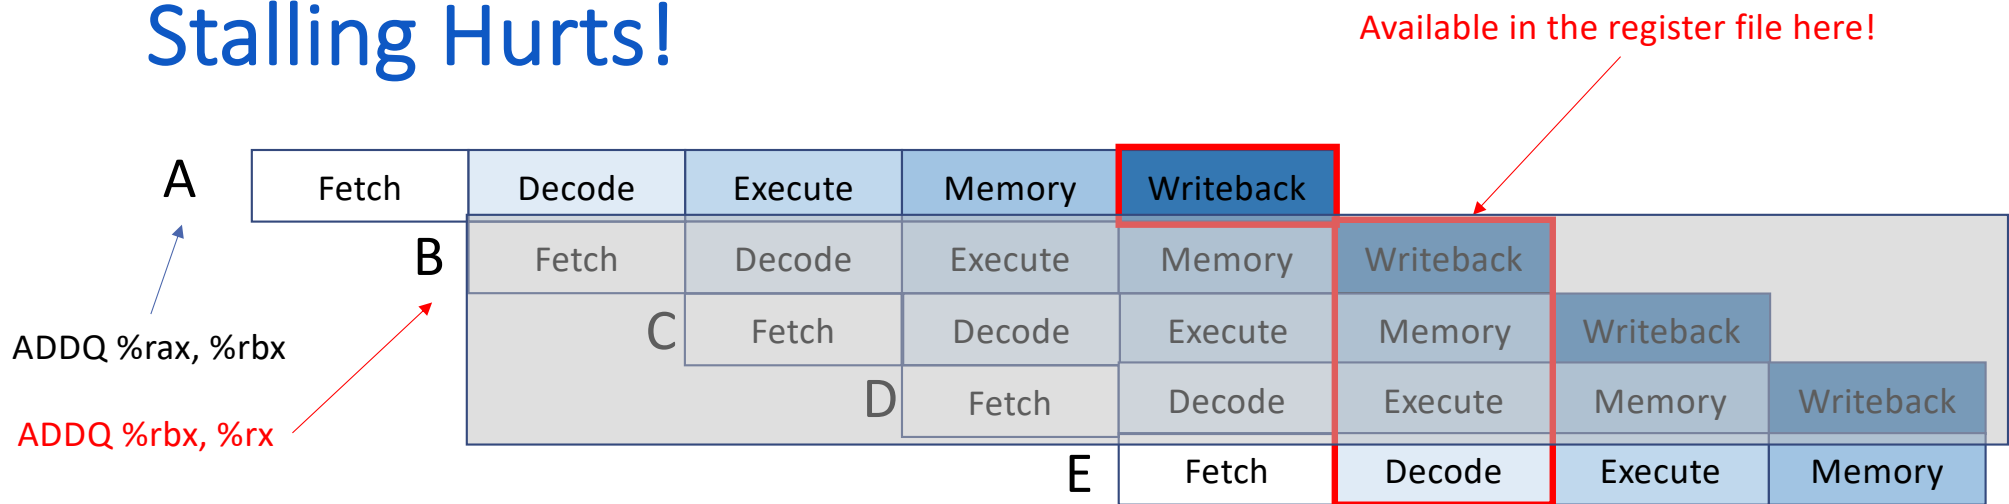 Stalling Hurts!
Available in the register file here!
A Fetch Decode Execute Memory Writeback
B Fetch Decode Execute Memory Writeback
C Fetch Decode Execute Memory Writeback
ADDQ %rax, %rbx
D Fetch Decode Execute Memory Writeback
ADDQ %rbx, %rx
E Fetch Decode Execute Memory